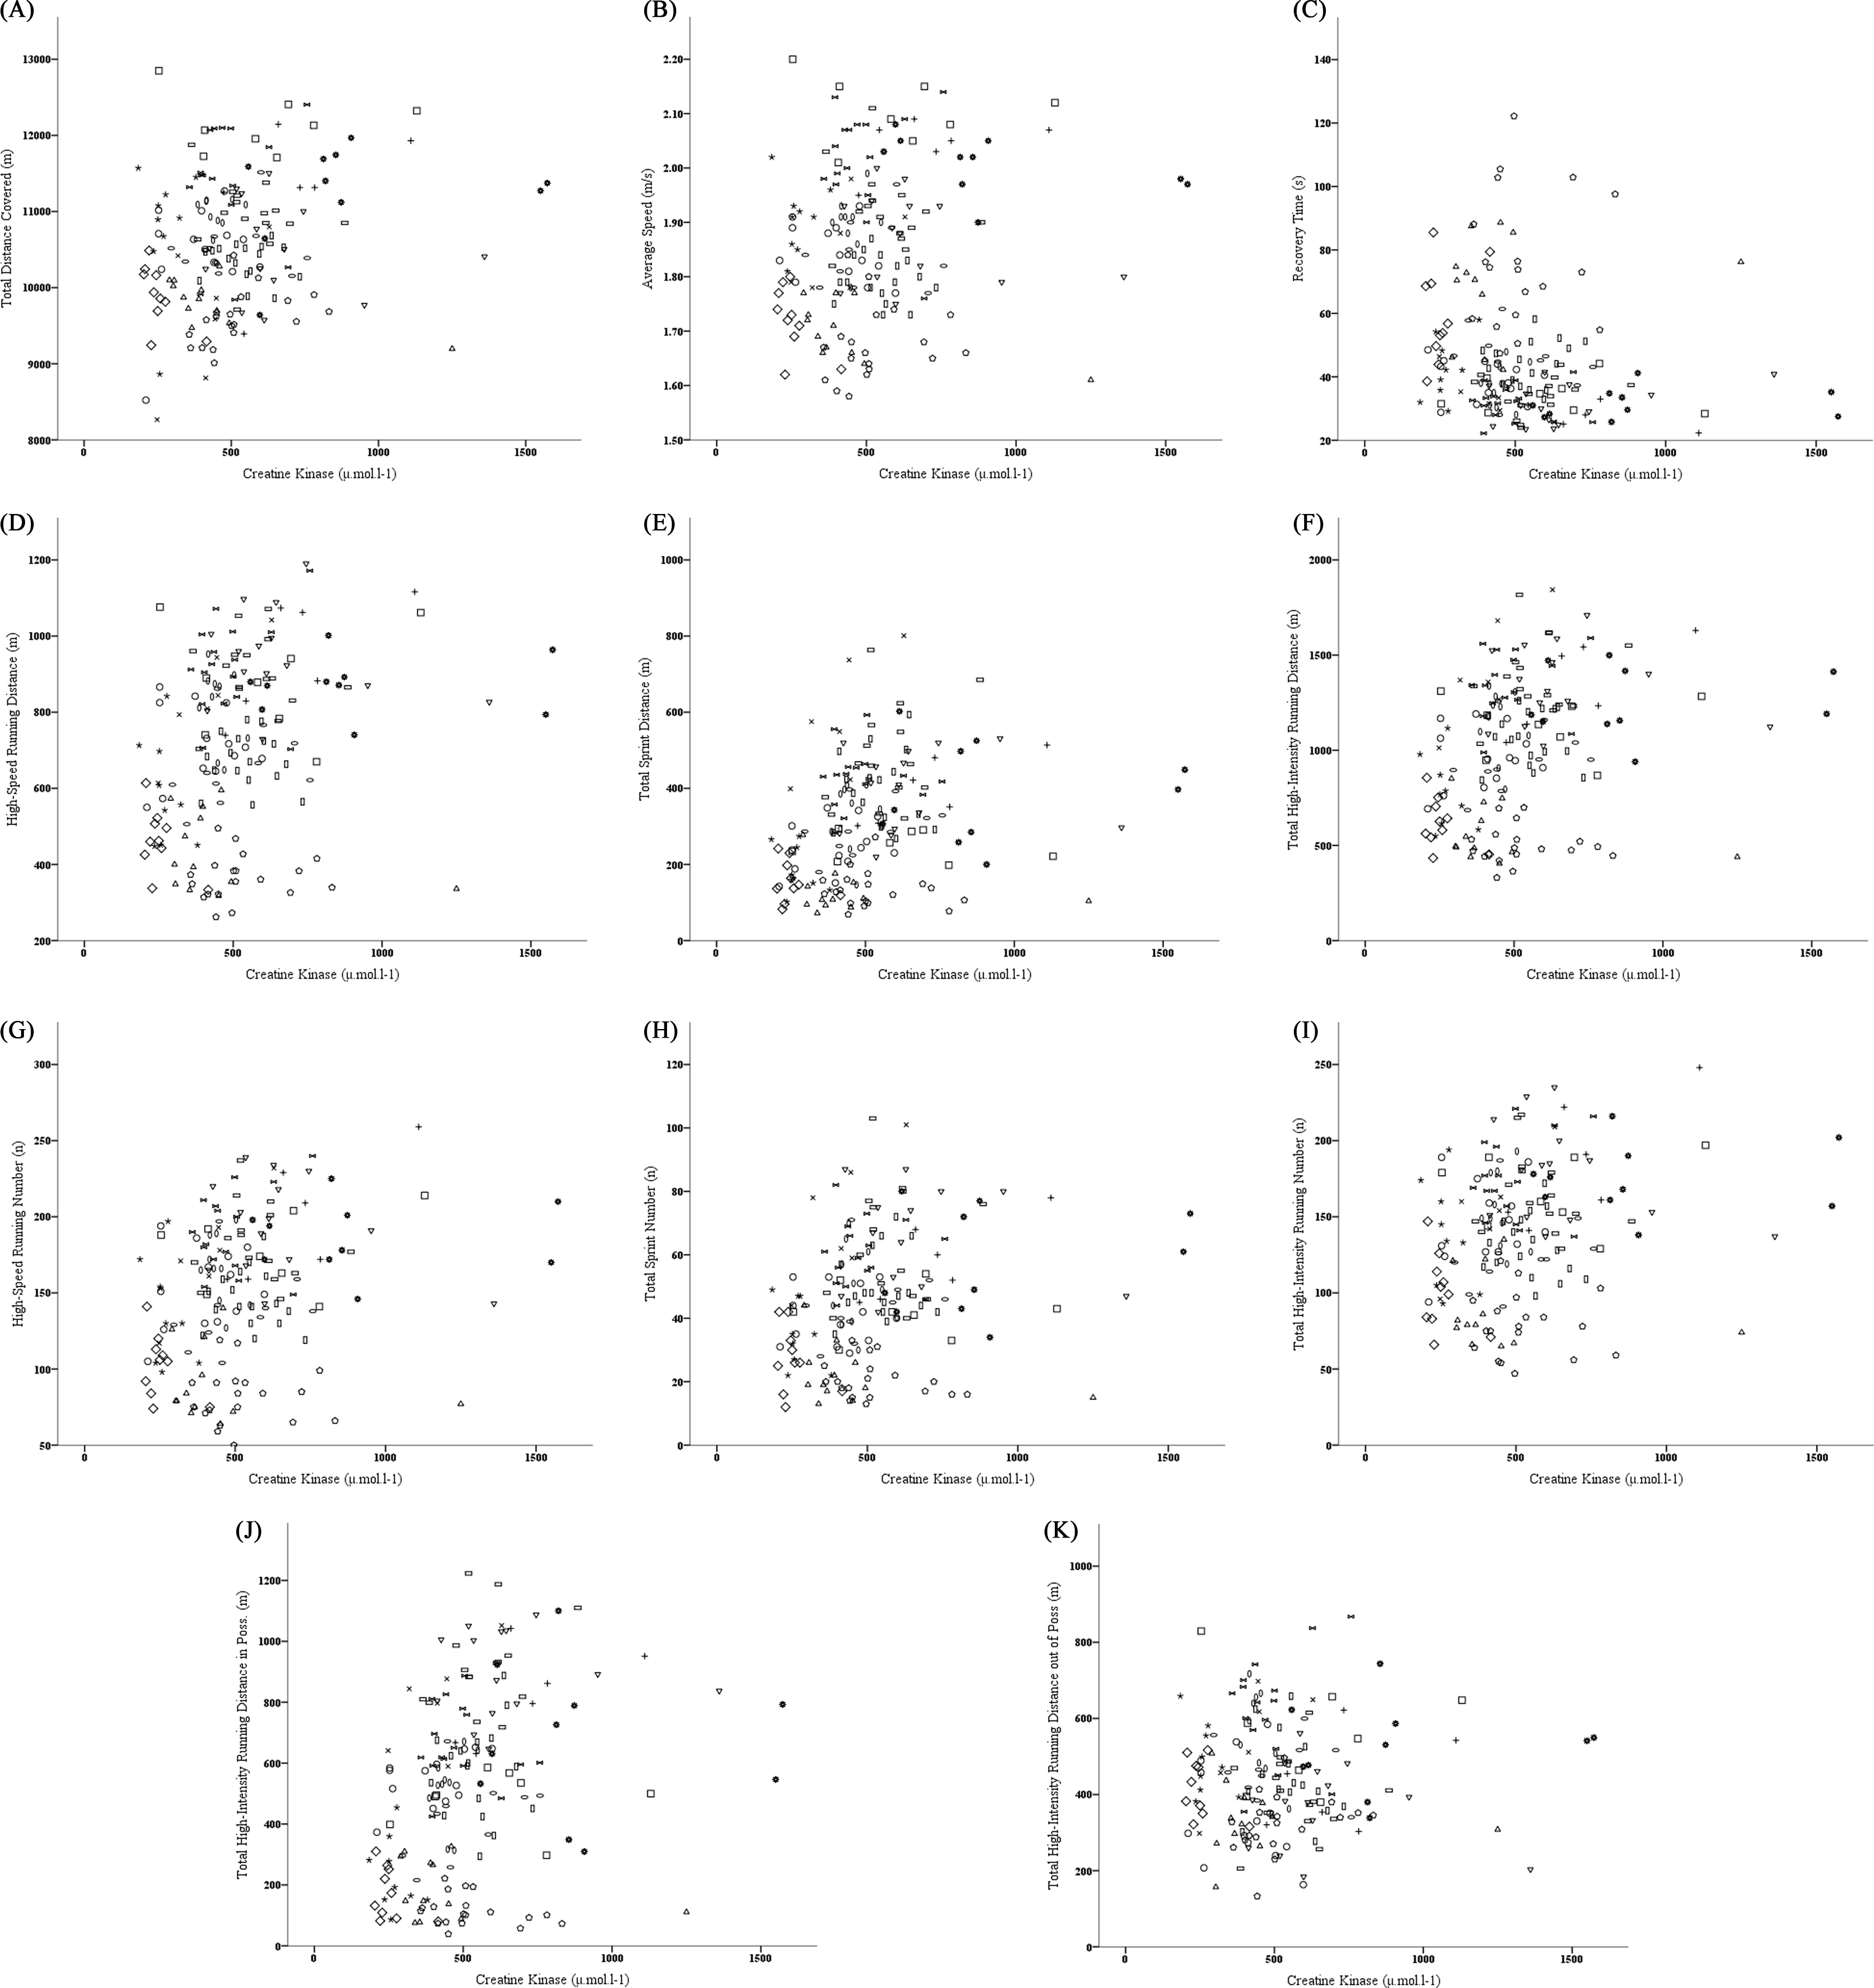 (A)
Total Distance Covered (m)
13000
12000
11000
10000
9000
8000
0 500 1000 1500
Creatine Kinase (µ.mol.l-1)
(B)
Average Speed (m/s)
2.20
2.10
2.00
1.90
1.80
1.70
1.60
1.50
0 500 1000 1500
Creatine Kinase (µ.mol.l-1)
(C)
Recovery Time (s)
140
120
100
80
60
40
20
0 500 1000 1500
Creatine Kinase (µ.mol.l-1)
(D)
High-Speed Running Distance (m)
1200
1000
800
600
400
200
0 500 1000 1500
Creatine Kinase (µ.mol.l-1)
(E)
Total Sprint Distance (m)
1000
800
600
400
200
0
0 500 1000 1500
Creatine Kinase (µ.mol.l-1)
(F)
Total High-Intensity Running Distance (m)
2000
1500
1000
500
0
0 500 1000 1500
Creatine Kinase (µ.mol.l-1)
(G)
High-Speed Running Number (n)
300
250
200
150
100
50
0 500 1000 1500
Creatine Kinase (µ.mol.l-1)
(H)
Total Sprint Number (n)
120
100
80
60
40
20
0
0 500 1000 1500
Creatine Kinase (µ.mol.l-1)
(I)
Total High-Intensity Running Number (n)
250
200
150
100
50
0
0 500 1000 1500
Creatine Kinase (µ.mol.l-1)
(J)
Total High-Intensity Running Distance in Poss. (m)
1200
1000
800
600
400
200
0
0 500 1000 1500
Creatine Kinase (µ.mol.l-1)
(K)
Total High-Intensity Running Distance out of Poss (m)
1000
800
600
400
200
0
0 500 1000 1500
Creatine Kinase (µ.mol.l-1)